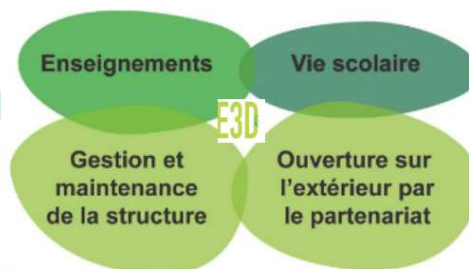 Enseignements
Vie scolaire
E3D
Gestion et
maintenance
de la structure
Ouverture sur
l'extérieur par
le partenariat